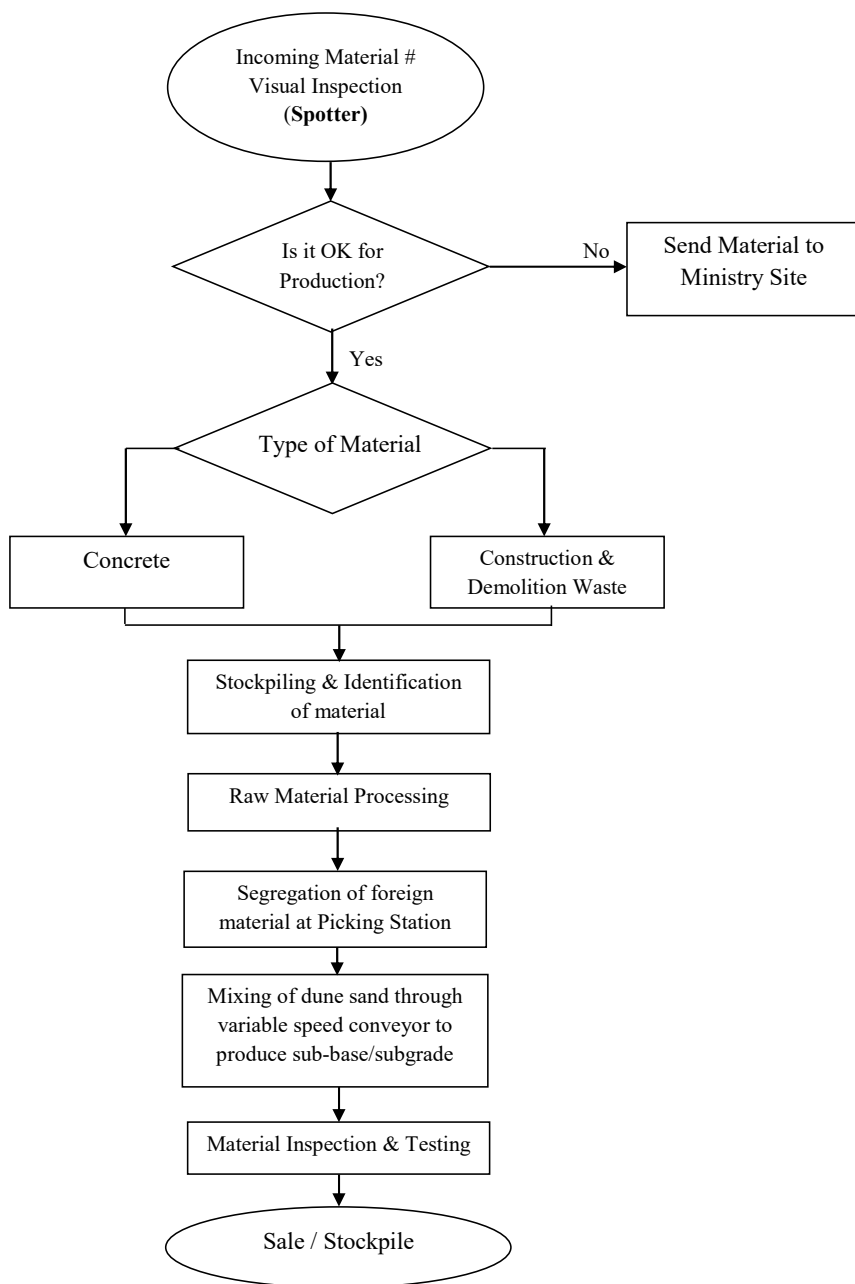 Incoming Material #
Visual Inspection
(Spotter)
Is it OK for
Production?
No
Send Material to
Ministry Site
Yes
Type of Material
Concrete
Construction &
Demolition Waste
Stockpiling & Identification
of material
Raw Material Processing
Segregation of foreign
material at Picking Station
Mixing of dune sand through
variable speed conveyor to
produce sub-base/subgrade
Material Inspection & Testing
Sale / Stockpile